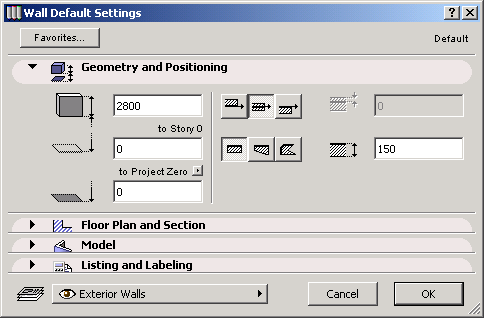 Wall Default Settings
Favorites...
Default
Geometry and Positioning
2800
0
to Story 0
0
150
to Project Zero
0
Floor Plan and Section
Model
Listing and Labeling
Exterior Walls
Cancel
OK